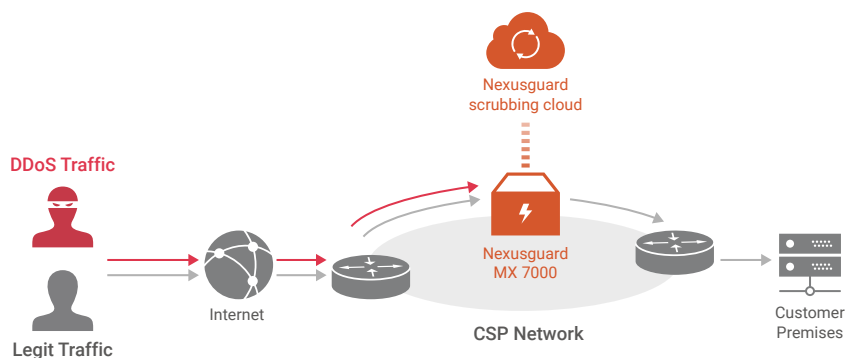 Nexusguard
scrubbing cloud
DDoS Traffic
Nexusguard
MX 7000
Internet
Legit Traffic
CSP Network
Customer
Premises